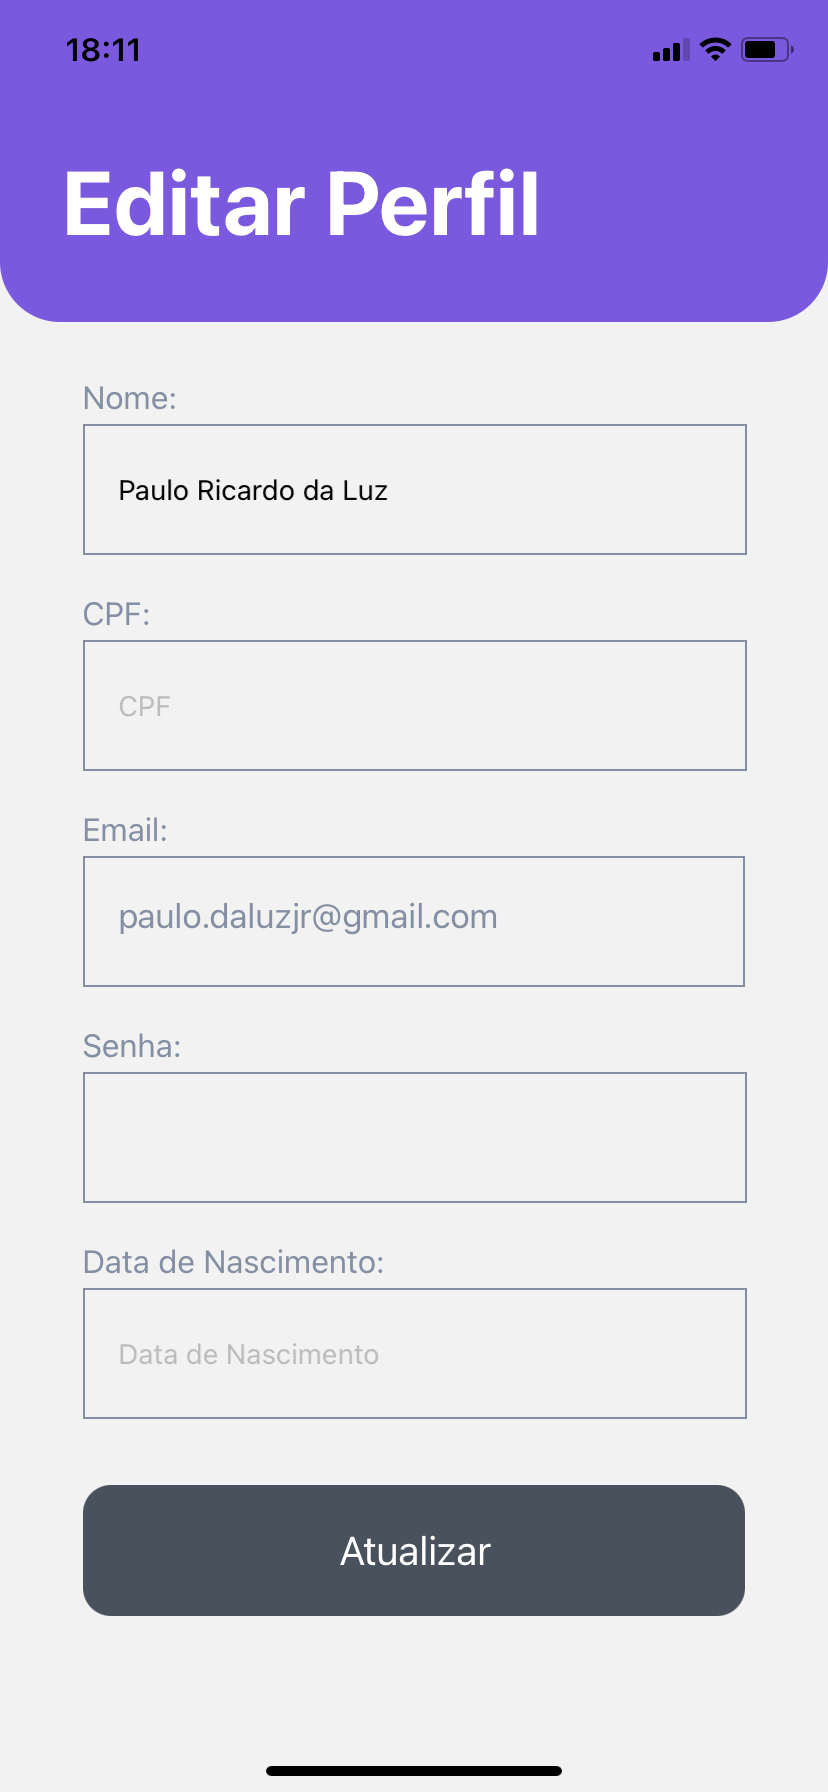 18:11
Editar Perfil
Nome:
Paulo Ricardo da Luz
CPF:
CPF
Email:
paulo.daluzjr@gmail.com
Senha:
Data de Nascimento:
Data de Nascimento
Atualizar